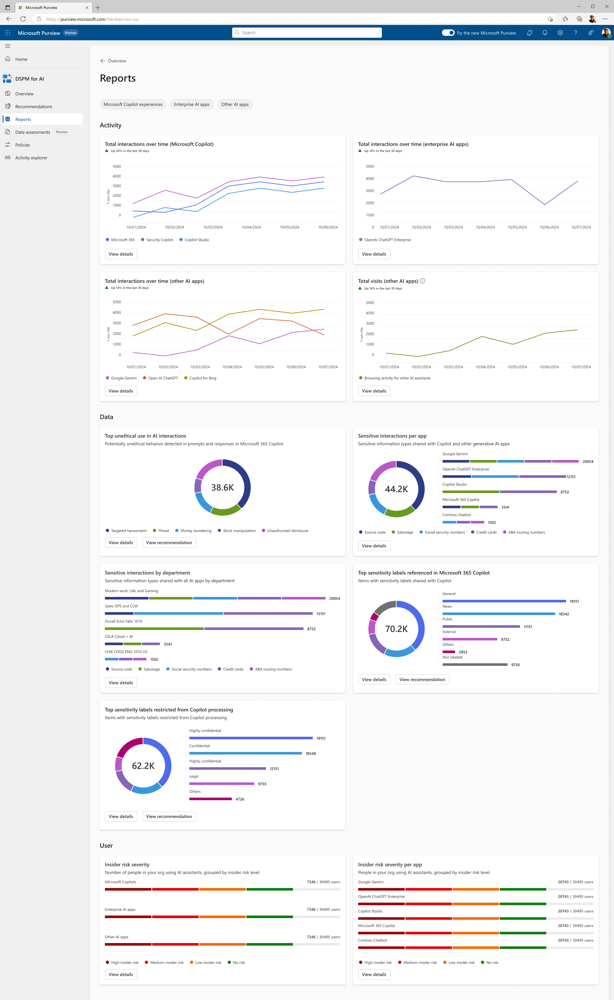 Microsoft Purview
https://purview.microsoft.com/fabrikam/en-us/
Microsoft Purview Preview
Search
Try the new Microsoft Purview
Home
DSPM for AI
Overview
Recommendations
Reports
Data assessments Preview
Policies
Activity explorer
Overview
Reports
Microsoft Copilot experiences Enterprise AI apps Other AI apps
Activity
Total interactions over time (Microsoft Copilot)
Up 20% in the last 30 days
Y-axis title
5000
4000
3000
2000
1000
0
10/01/2024 10/02/2024 10/03/2024 10/04/2024 10/05/2024 10/06/2024
Microsoft 365 Security Copilot Copilot Studio
View details
Total interactions over time (enterprise AI apps)
Up 14% in the last 30 days
5000
4000
3000
2000
1000
0 10/01/2024 10/02/2024 10/03/2024 10/04/2024 10/05/2024 10/06/2024 10/07/2024
OpenAI ChatGPT Enterprise
View details
Total interactions over time (other AI apps)
Up 14% in the last 30 days
Y-axis title
5000
4000
3000
2000
1000
0
10/01/2024 10/02/2024 10/03/2024 10/04/2024 10/05/2024 10/06/2024 10/07/2024
Google Gemini Open AI ChatGPT Copilot for Bing
View details
Total visits (other AI apps)
Up 14% in the last 30 days
Y-axis title
5000
4000
3000
2000
1000
0
10/01/2024 10/02/2024 10/03/2024 10/04/2024 10/05/2024 10/06/2024 10/07/2024
Browsing activity for other AI assistants
View details
Data
Top unethical use in AI interactions
Potentially unethical behavior detected in prompts and responses in Microsoft 365 Copilot.
38.6K
Targeted harassment Threat Money laundering Stock manipulation Unauthorized disclosure
View details View recommendation
Sensitive interactions per app
Sensitive information types shared with Copilot and other generative AI apps
44.2K
Google Gemini
20054
OpenAI ChatGPT Enterprise
12151
Copilot Studio
8752
Microsoft 365 Copilot
3541
Contoso chatbot
1502
Source code Sabotage Social security numbers Credit cards ABA routing numbers
View details
Sensitive interactions by department
Sensitive information types shared with all AI apps by department
Modern work, Life, and Gaming
20054
Sales OPS and CLM
12151
Duvall Echo Falls 1010
8752
CELA Cloud + AI
3541
CHIE COGS ENG 1010 US
1502
Source code Sabotage Social security numbers Credit cards ABA routing numbers
View details
Top sensitivity labels referenced in Microsoft 365 Copilot
Items with sensitivity labels shared with Copilot
70.2K
General
19151
News
18342
Public
11151
External
8752
Others
2852
Not labeled
9750
View details View recommendation
Top sensitivity labels restricted from Copilot processing
Items with sensitivity labels restricted from Copilot processing
62.2K
Highly confidential
19151
Confidential
18548
Highly confidential
12151
Legal
9755
Others
4726
View details View recommendation
User
Insider risk severity
Number of people in your org using AI assistants, grouped by insider risk level
Microsoft Copilots 7346 / 30495 users
Enterprise AI apps 7346 / 30495 users
Other AI apps 7346 / 30495 users
High insider risk Medium insider risk Low insider risk No risk
View details
Insider risk severity per app
People in your org using AI assistants, grouped by insider risk level
Google Gemini 20743 / 30495 users
OpenAI ChatGPT Enterprise 20743 / 30495 users
Copilot Studio 20743 / 30495 users
Microsoft 365 Copilot 20743 / 30495 users
Contoso Chatbot 20743 / 30495 users
High insider risk Medium insider risk Low insider risk No risk
View details